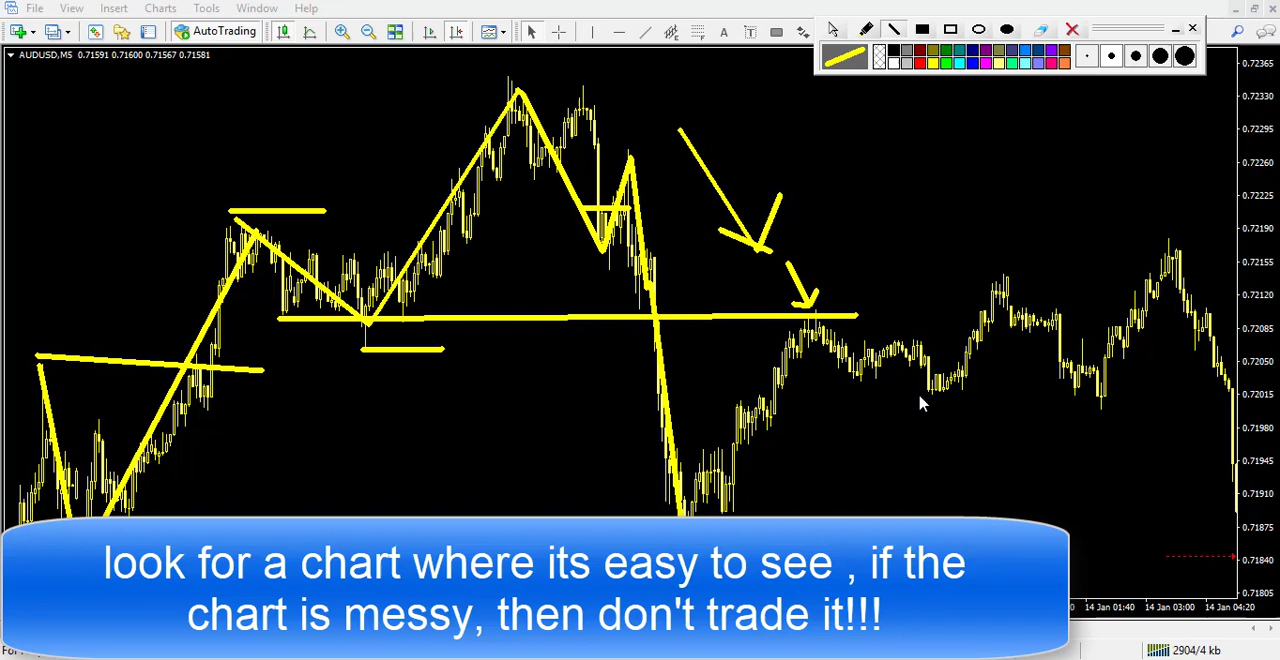 File View Insert Charts Tools Window Help
AutoTrading
AUDUSD,M5 0.71591 0.71600 0.71567 0.71581
0.72365
0.72330
0.72295
0.72260
0.72225
0.72190
0.72155
0.72120
0.72085
0.72050
0.72015
0.71980
0.71945
0.71910
0.71875
0.71840
0.71805
look for a chart where its easy to see , if the
chart is messy, then don't trade it!!!
14 Jan 01:40 14 Jan 03:00 14 Jan 04:20
2904/4 kb